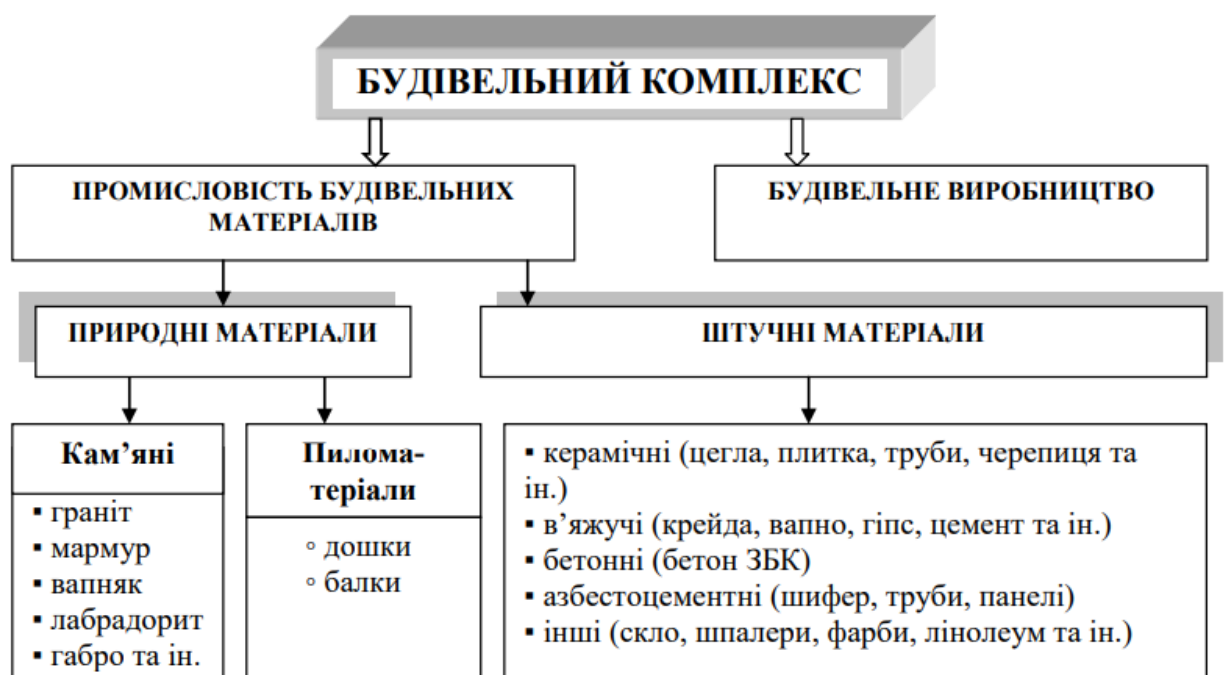 БУДІВЕЛЬНИЙ КОМПЛЕКС
ПРОМИСЛОВІСТЬ БУДІВЕЛЬНИХ
МАТЕРІАЛІВ
БУДІВЕЛЬНЕ ВИРОБНИЦТВО
ПРИРОДНІ МАТЕРІАЛИ
ШТУЧНІ МАТЕРІАЛИ
Кам’яні
▪ граніт
▪ мармур
▪ вапняк
▪ лабрадорит
▪ габро та ін.
Пилома-
теріали
◦ дошки
◦ балки
▪ керамічні (цегла, плитка, труби, черепиця та
ін.)
▪ в’яжучі (крейда, вапно, гіпс, цемент та ін.)
▪ бетонні (бетон ЗБК)
▪ азбестоцементні (шифер, труби, панелі)
▪ інші (скло, шпалери, фарби, лінолеум та ін.)